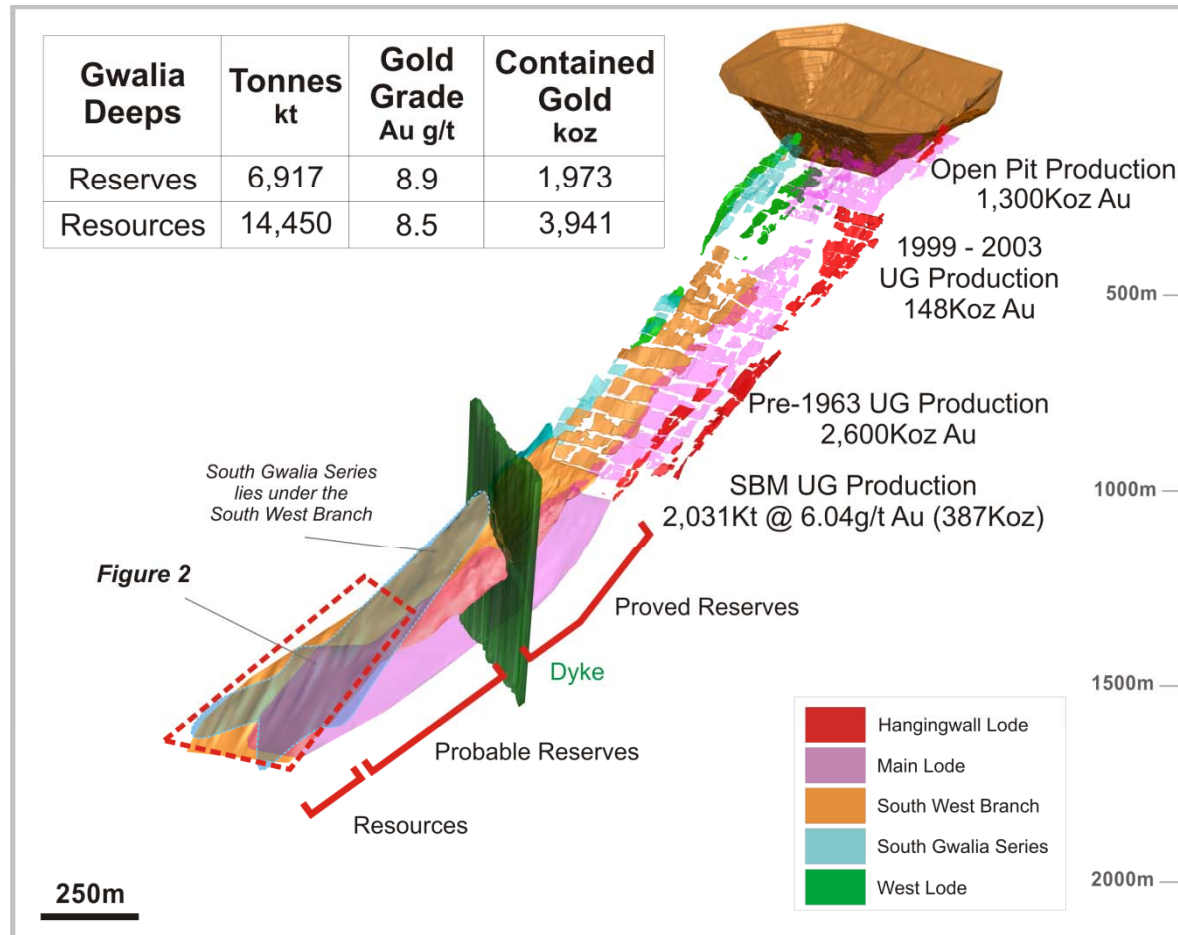 Gwalia Deeps Tonnes kt Gold Grade Au g/t Contained Gold koz
Reserves 6,917 8.9 1,973
Resources 14,450 8.5 3,941
Open Pit Production
1,300Koz Au
1999 - 2003
UG Production
148Koz Au
500m
Pre-1963 UG Production
2,600Koz Au
South Gwalia Series
lies under the
South West Branch
SBM UG Production
2,031Kt @ 6.04g/t Au (387Koz)
1000m
Figure 2
Proved Reserves
Dyke
1500m
Probable Reserves
Resources
Hangingwall Lode
Main Lode
South West Branch
South Gwalia Series
West Lode
2000m
250m